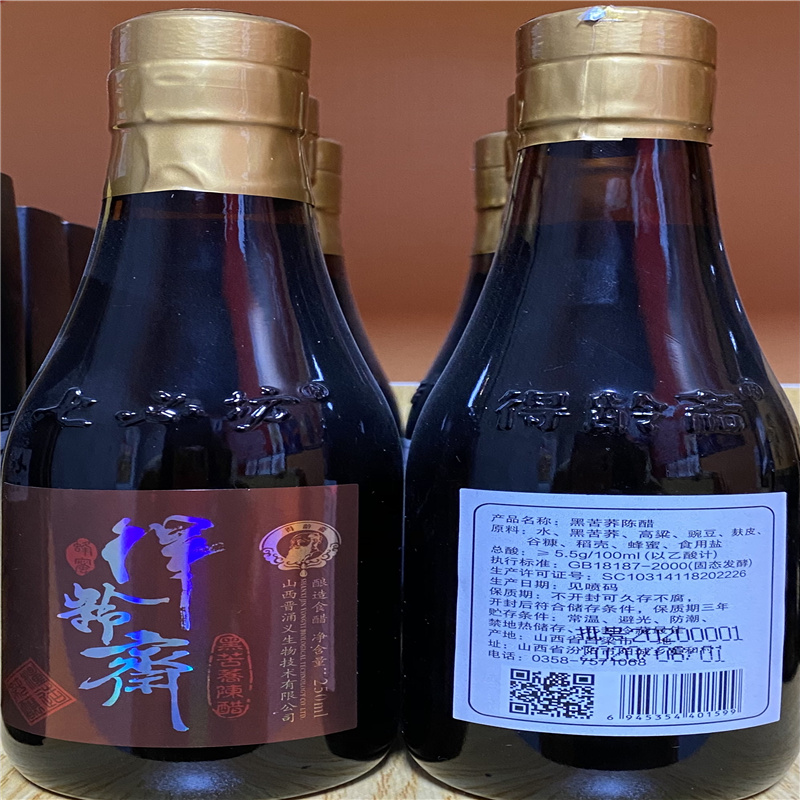 得龄斋
黑苦荞陳醋
酿造食醋 净含量：250ml
山西晋涌义生物技术有限公司
得龄斋®
产品名称：黑苦荞陈醋
原料：水、黑苦荞、高粱、豌豆、麸皮、
谷糠、稻壳、蜂蜜、食用盐
总酸：≥5.5g/100ml（以乙酸计）
执行标准：GB18187-2000(固态发酵)
生产许可证号：SC10314118202226
生产日期：见喷码
保质期：不开封可久存不腐，
开封后符合储存条件，保质期三年
贮存条件：常温、避光、防潮、
禁地热储存、
产地：山西省
址：山西省汾阳市
电话：0358-7571068
6 945354 401599